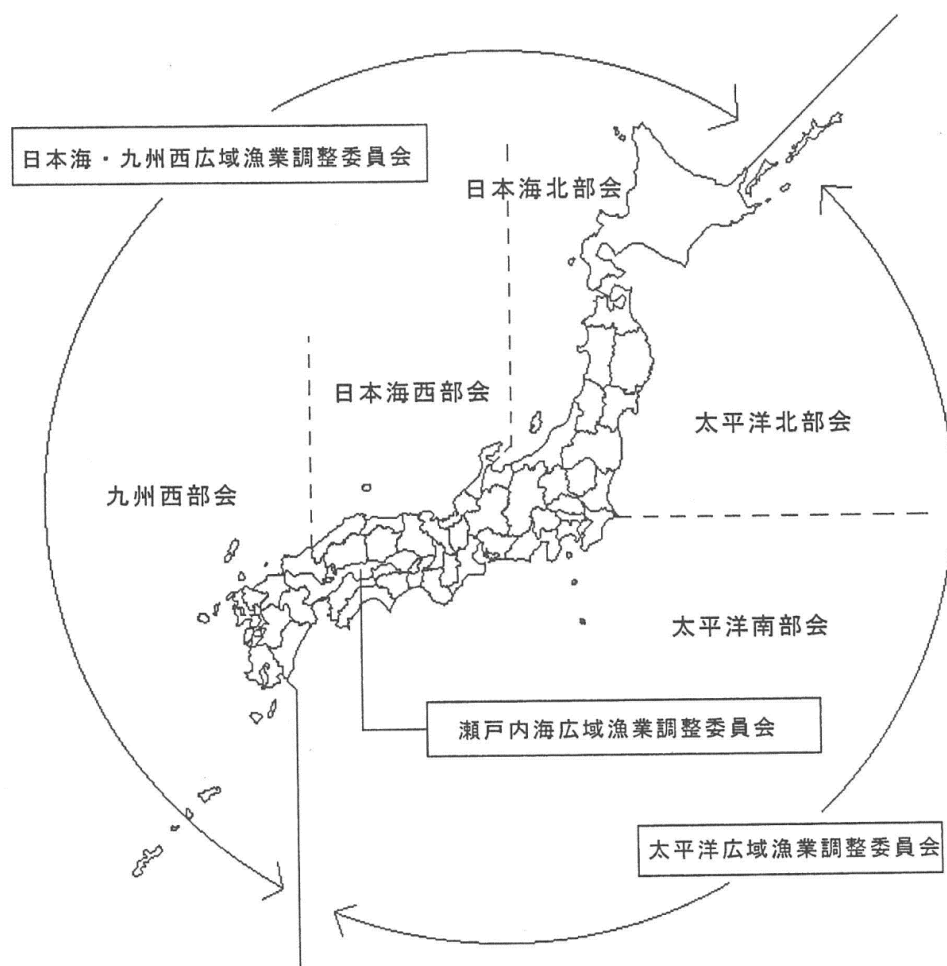 日本海・九州西広域漁業調整委員会
日本海北部会
日本海西部会
太平洋北部会
九州西部会
太平洋南部会
瀬戸内海広域漁業調整委員会
太平洋広域漁業調整委員会